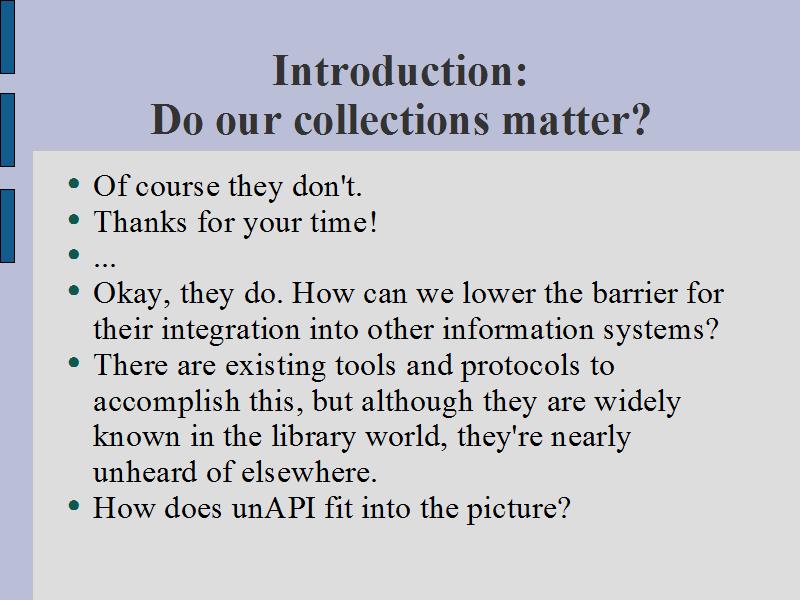 Introduction:
Do our collections matter?
• Of course they don't.
• Thanks for your time!
• ...
• Okay, they do. How can we lower the barrier for
their integration into other information systems?
• There are existing tools and protocols to
accomplish this, but although they are widely
known in the library world, they're nearly
unheard of elsewhere.
• How does unAPI fit into the picture?